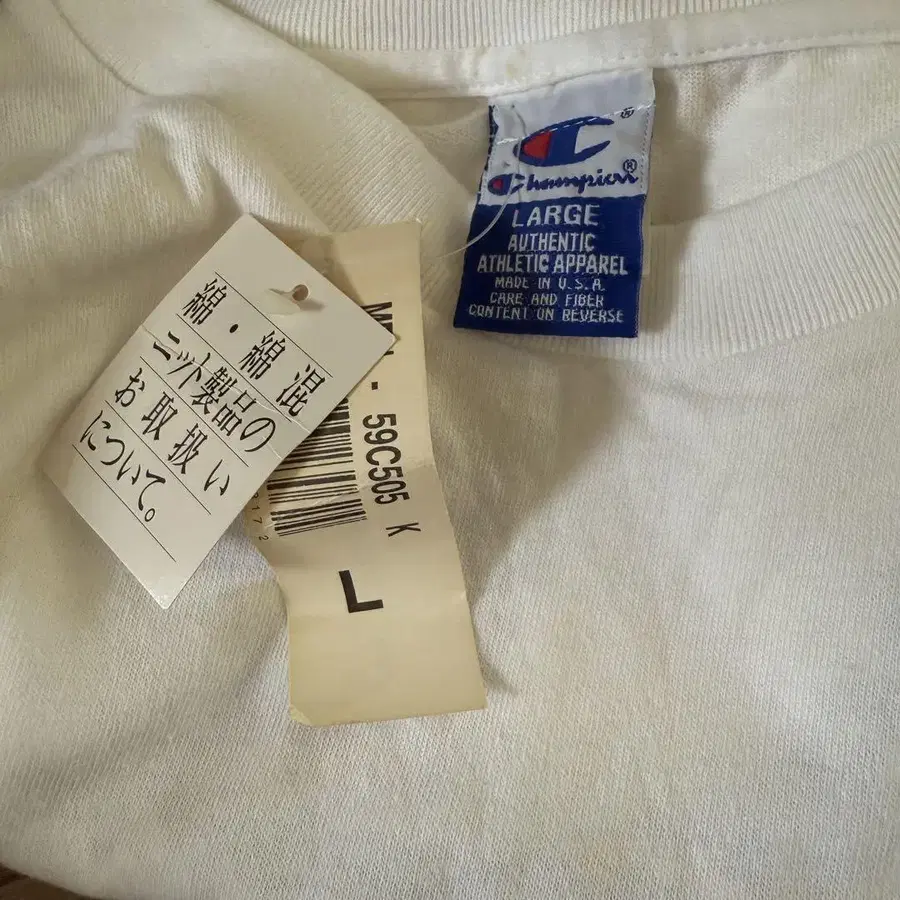 Champion®
LARGE
AUTHENTIC
ATHLETIC APPAREL
MADE IN U.S.A.
CARE AND FIBER
CONTENT ON REVERSE
綿・綿混
ニット製品の
お取扱い
について。
59C505 K
L